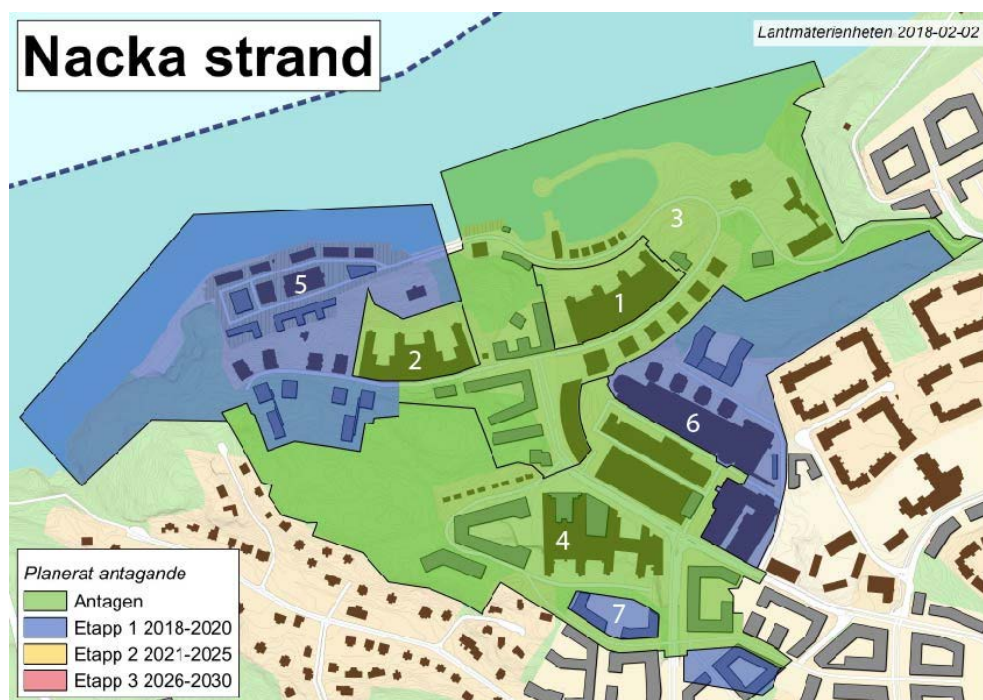 Nacka strand
Lantmäterienheten 2018-02-02
3
5
1
2
6
4
7
Planerat antagande
Antagen
Etapp 1 2018-2020
Etapp 2 2021-2025
Etapp 3 2026-2030